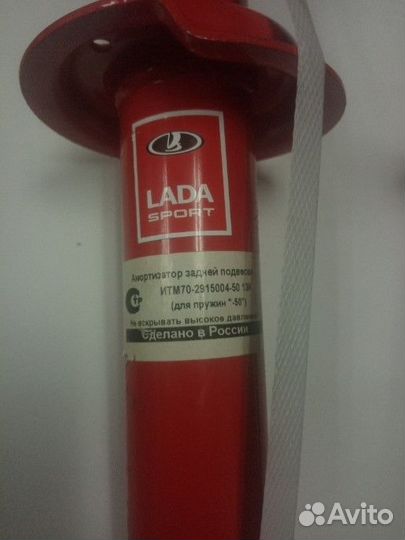 LADA
SPORT
Амортизатор задней подвески
ИТМ70-2915004-50
(для пружин "-50")
Не вскрывать высокое давление
Сделано в России
Avito